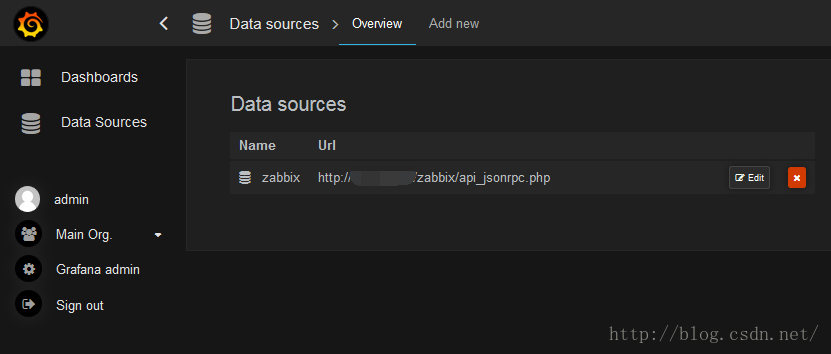 Data sources
Overview
Add new
Dashboards
Data Sources
admin
Main Org.
Grafana admin
Sign out
Data sources
Name Url
zabbix http:// /zabbix/api_jsonrpc.php Edit
http://blog.csdn.net/